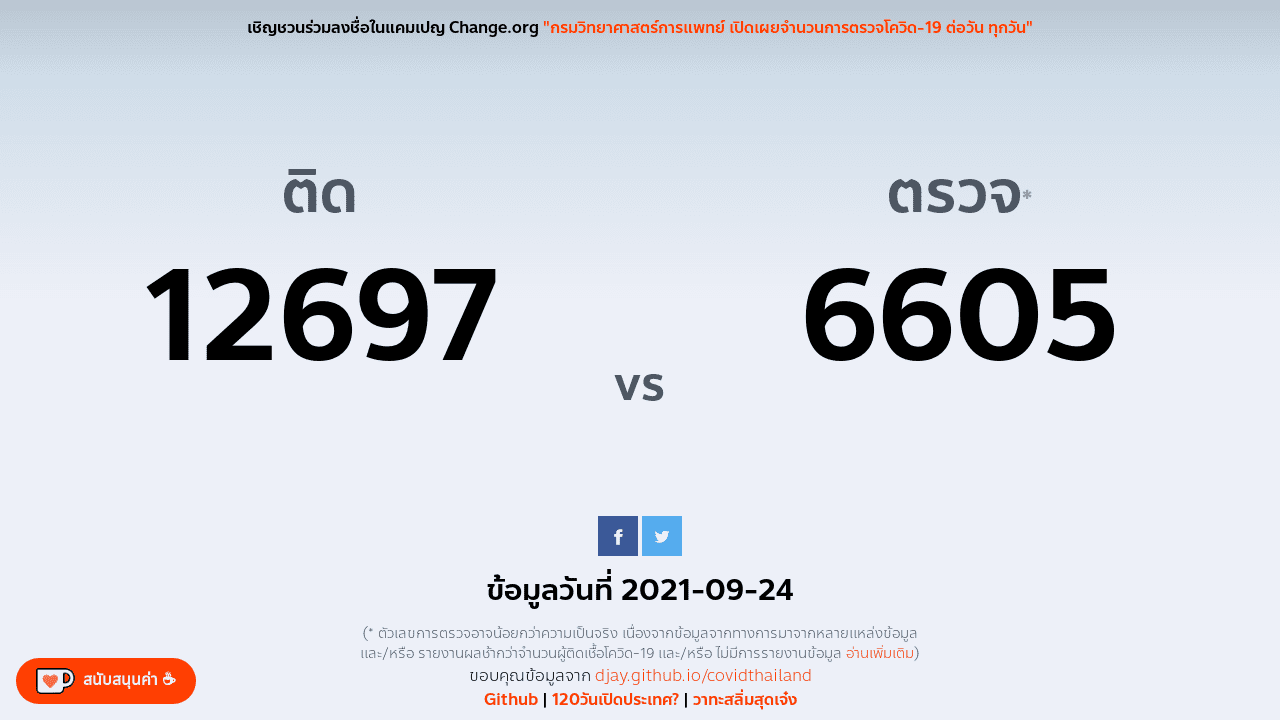 เชิญชวนร่วมลงชื่อในแคมเปญ Change.org "กรมวิทยาศาสตร์การแพทย์ เปิดเผยจำนวนการตรวจโควิด-19 ต่อวัน ทุกวัน"
ติด
ตรวจ*
12697
6605
vs
ข้อมูลวันที่ 2021-09-24
(* ตัวเลขการตรวจอาจน้อยกว่าความเป็นจริง เนื่องจากข้อมูลจากทางการมาจากหลายแหล่งข้อมูล
และ/หรือ รายงานผลช้ากว่าจำนวนผู้ติดเชื้อโควิด-19 และ/หรือ ไม่มีการรายงานข้อมูล อ่านเพิ่มเติม)
ขอบคุณข้อมูลจาก djay.github.io/covidthailand
Github | 120วันเปิดประเทศ? | วาทะสลิ่มสุดเจ๋ง
สนับสนุนค่า ☕